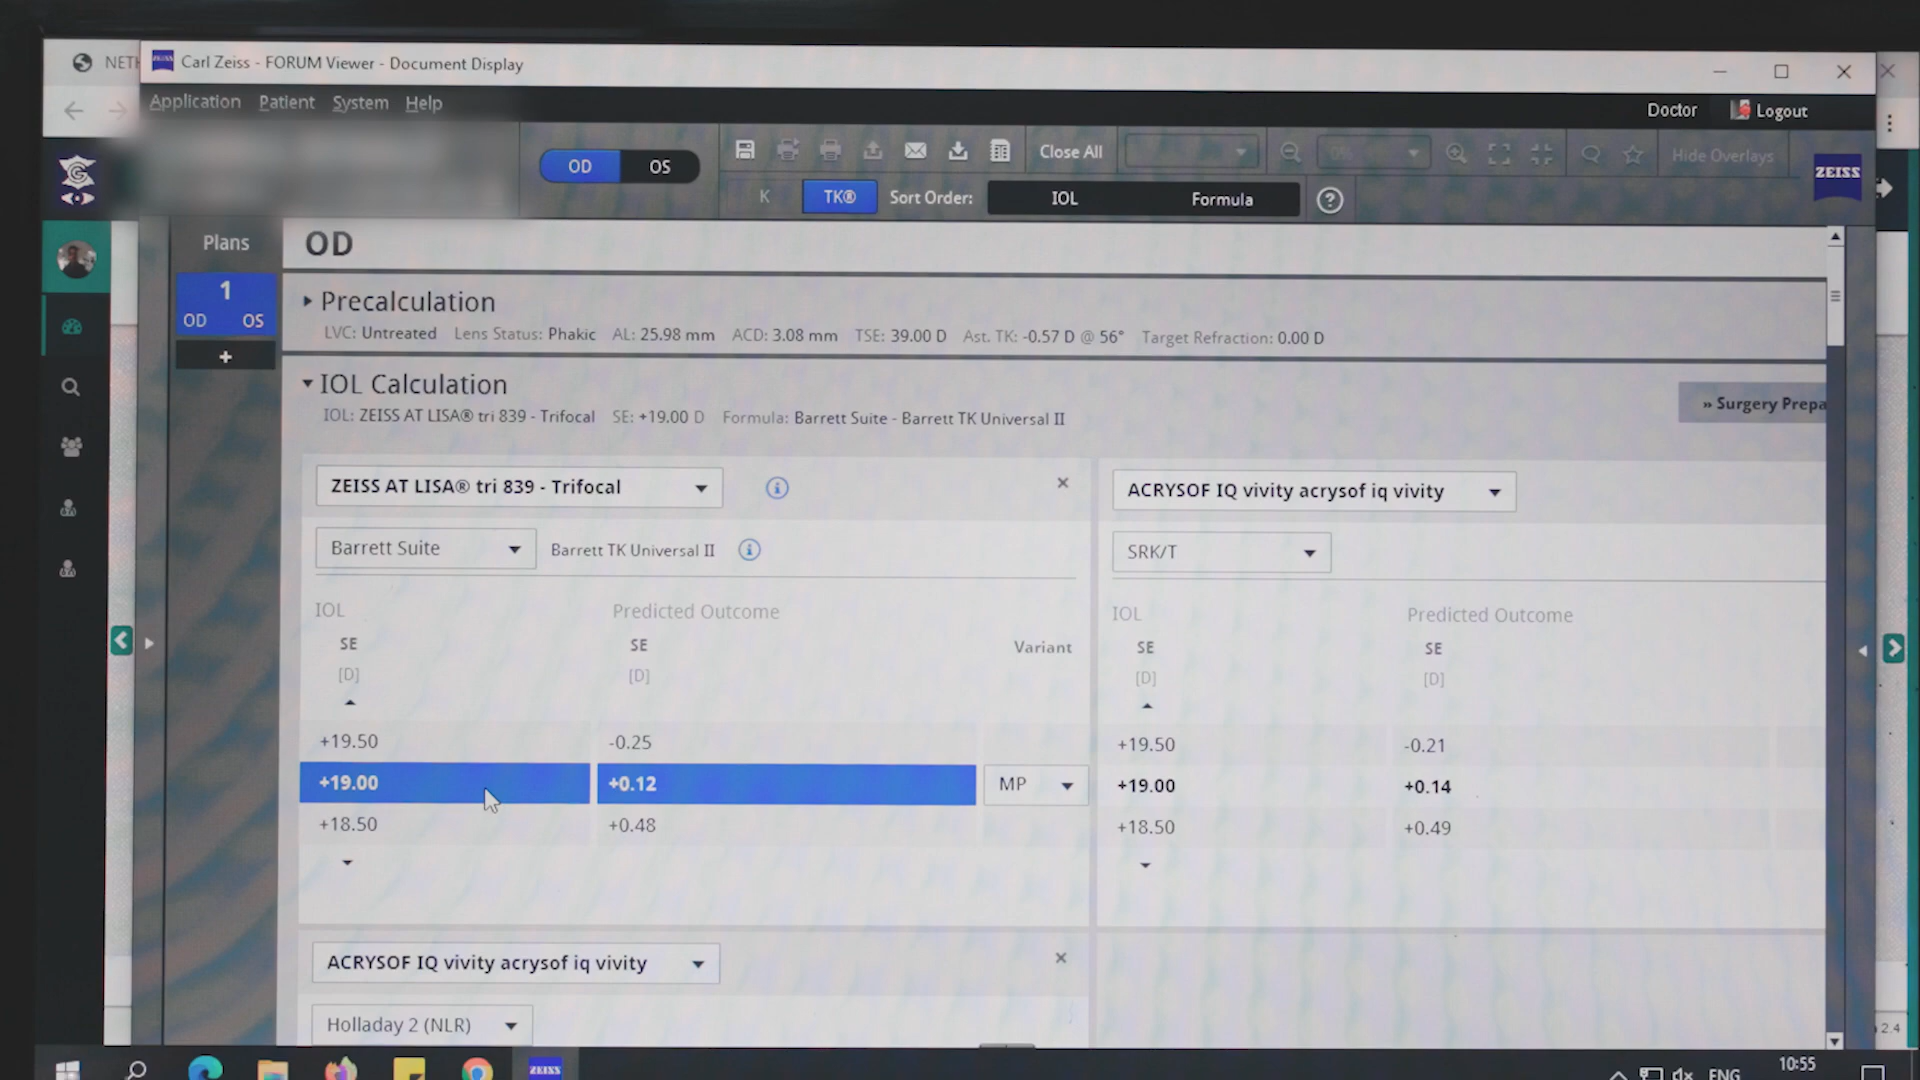 NETH
ZEISS Carl Zeiss - FORUM Viewer - Document Display
Application Patient System Help
Doctor Logout
OD OS
Close All
0%
Hide Overlays
ZEISS
K TK® Sort Order: IOL Formula ?
Plans
1
OD OS
+
OD
Precalculation
LVC: Untreated Lens Status: Phakic AL: 25.98 mm ACD: 3.08 mm TSE: 39.00 D Ast. TK: -0.57 D @ 56° Target Refraction: 0.00 D
IOL Calculation
IOL: ZEISS AT LISA® tri 839 - Trifocal SE: +19.00 D Formula: Barrett Suite - Barrett TK Universal II
» Surgery Prepa
ZEISS AT LISA® tri 839 - Trifocal
Barrett Suite Barrett TK Universal II
IOL Predicted Outcome
SE SE Variant
[D] [D]
+19.50 -0.25
+19.00 +0.12 MP
+18.50 +0.48
ACRYSOF IQ vivity acrysof iq vivity
SRK/T
IOL Predicted Outcome
SE SE
[D] [D]
+19.50 -0.21
+19.00 +0.14
+18.50 +0.49
ACRYSOF IQ vivity acrysof iq vivity
Holladay 2 (NLR)
2.4
ZEISS
ENG
10:55